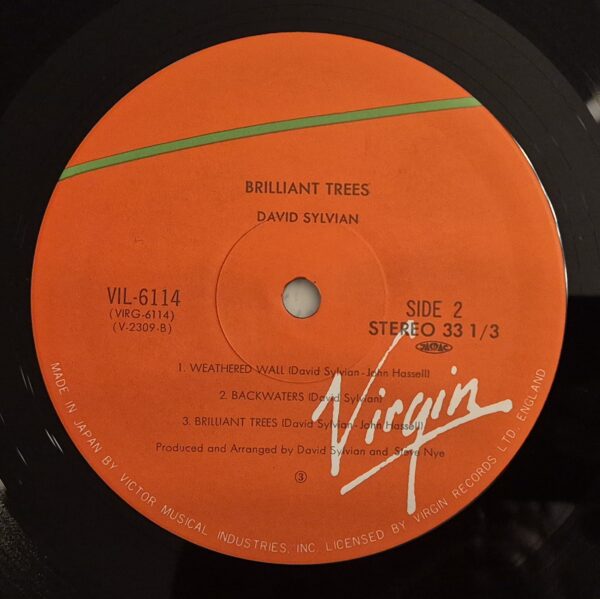 BRILLIANT TREES
DAVID SYLVIAN
VIL-6114
(VIRG-6114)
(V-2309-B)
SIDE 2
STEREO 33 1/3
JASRAC
1. WEATHERED WALL (David Sylvian - John Hassell)
2. BACKWATERS (David Sylvian)
3. BRILLIANT TREES (David Sylvian - John Hassell)
Produced and Arranged by David Sylvian and Steve Nye
③
Virgin
MADE IN JAPAN BY VICTOR MUSICAL INDUSTRIES, INC. LICENSED BY VIRGIN RECORDS LTD. ENGLAND